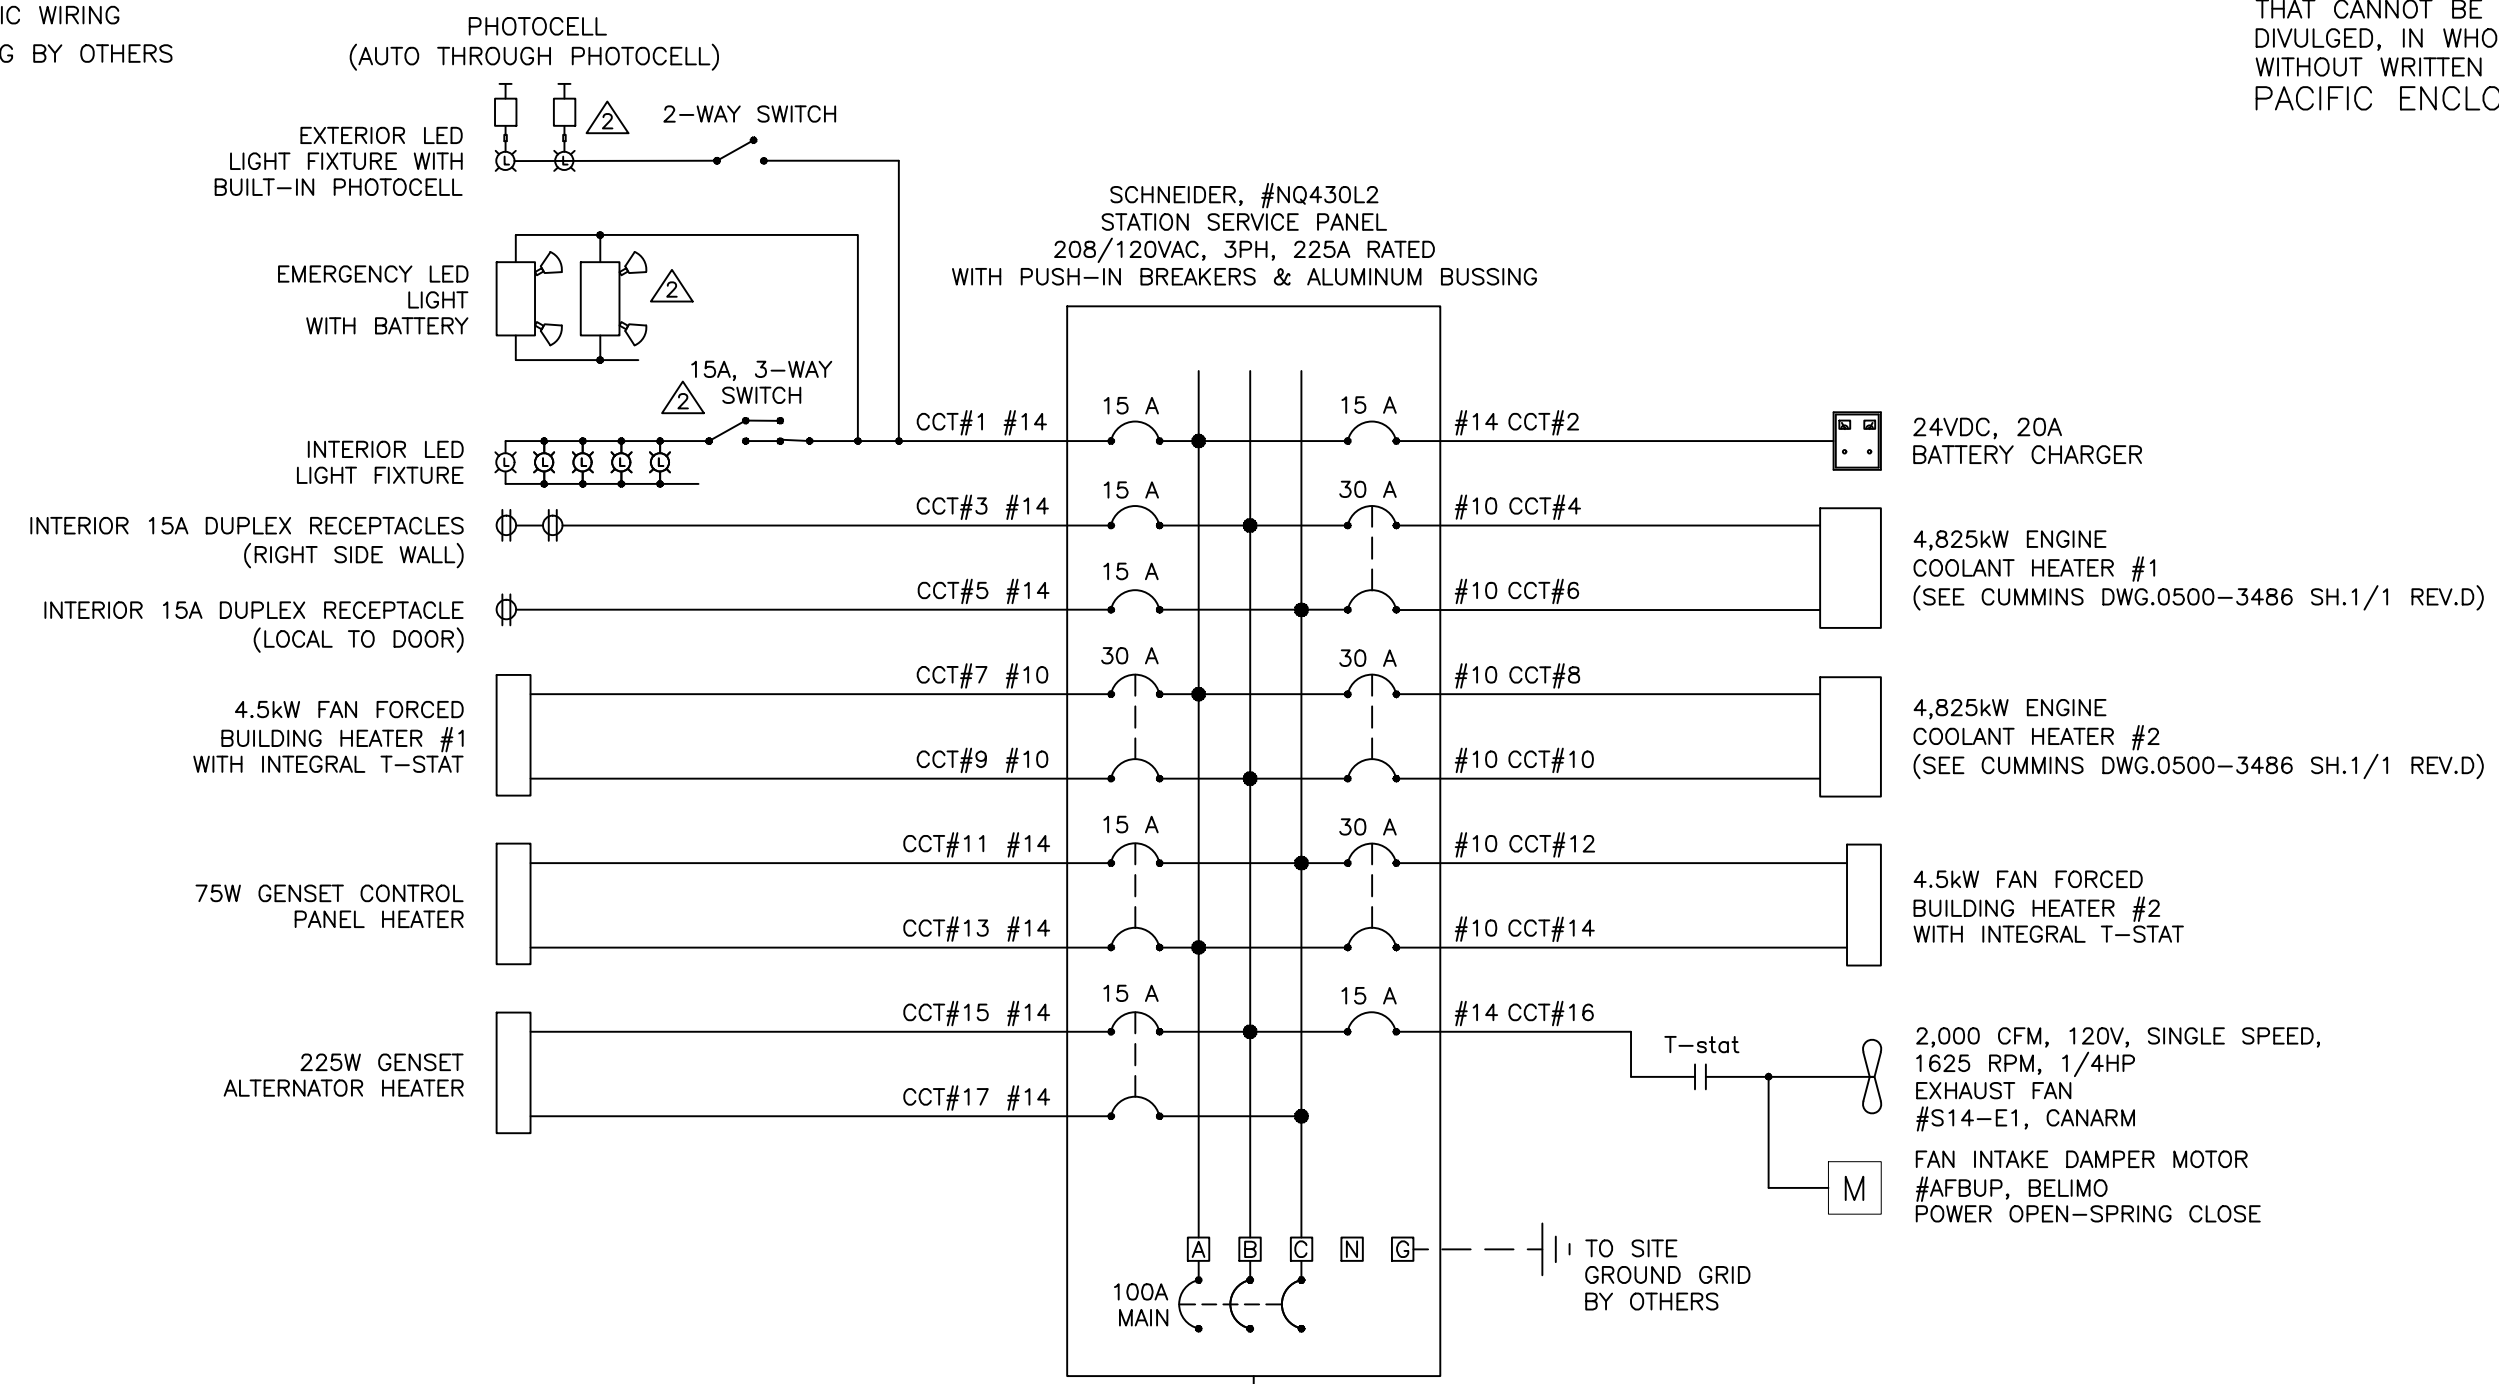 IC WIRING
G BY OTHERS
PHOTOCELL
(AUTO THROUGH PHOTOCELL)
THAT CANNOT BE
DIVULGED, IN WHO
WITHOUT WRITTEN
PACIFIC ENCLO
2
2-WAY SWITCH
EXTERIOR LED
LIGHT FIXTURE WITH
BUILT-IN PHOTOCELL
L L
SCHNEIDER, #NQ430L2
STATION SERVICE PANEL
208/120VAC, 3PH, 225A RATED
WITH PUSH-IN BREAKERS & ALUMINUM BUSSING
EMERGENCY LED
LIGHT
WITH BATTERY
2
15A, 3-WAY
SWITCH
2
INTERIOR LED
LIGHT FIXTURE
L L L L L
CCT#1 #14
15 A
15 A
#14 CCT#2
24VDC, 20A
BATTERY CHARGER
INTERIOR 15A DUPLEX RECEPTACLES
(RIGHT SIDE WALL)
CCT#3 #14
15 A
30 A
#10 CCT#4
4,825kW ENGINE
COOLANT HEATER #1
(SEE CUMMINS DWG.0500-3486 SH.1/1 REV.D)
INTERIOR 15A DUPLEX RECEPTACLE
(LOCAL TO DOOR)
CCT#5 #14
15 A
#10 CCT#6
4.5kW FAN FORCED
BUILDING HEATER #1
WITH INTEGRAL T-STAT
CCT#7 #10
30 A
30 A
#10 CCT#8
CCT#9 #10
#10 CCT#10
4,825kW ENGINE
COOLANT HEATER #2
(SEE CUMMINS DWG.0500-3486 SH.1/1 REV.D)
75W GENSET CONTROL
PANEL HEATER
CCT#11 #14
15 A
30 A
#10 CCT#12
CCT#13 #14
#10 CCT#14
4.5kW FAN FORCED
BUILDING HEATER #2
WITH INTEGRAL T-STAT
225W GENSET
ALTERNATOR HEATER
CCT#15 #14
15 A
15 A
#14 CCT#16
CCT#17 #14
T-stat
2,000 CFM, 120V, SINGLE SPEED,
1625 RPM, 1/4HP
EXHAUST FAN
#S14-E1, CANARM
M
FAN INTAKE DAMPER MOTOR
#AFBUP, BELIMO
POWER OPEN-SPRING CLOSE
A B C N G
TO SITE
GROUND GRID
BY OTHERS
100A
MAIN